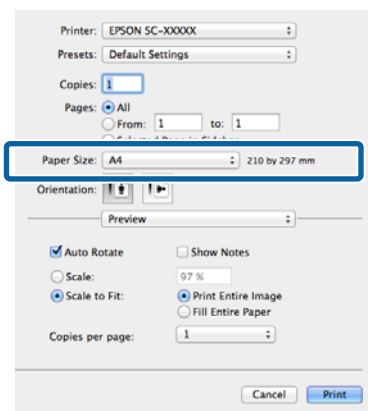 Printer: EPSON SC-XXXXX
Presets: Default Settings
Copies: 1
Pages: All
From: 1 to: 1
Paper Size: A4 210 by 297 mm
Orientation:
Preview
Auto Rotate Show Notes
Scale: 97 %
Scale to Fit: Print Entire Image
Fill Entire Paper
Copies per page: 1
Cancel Print